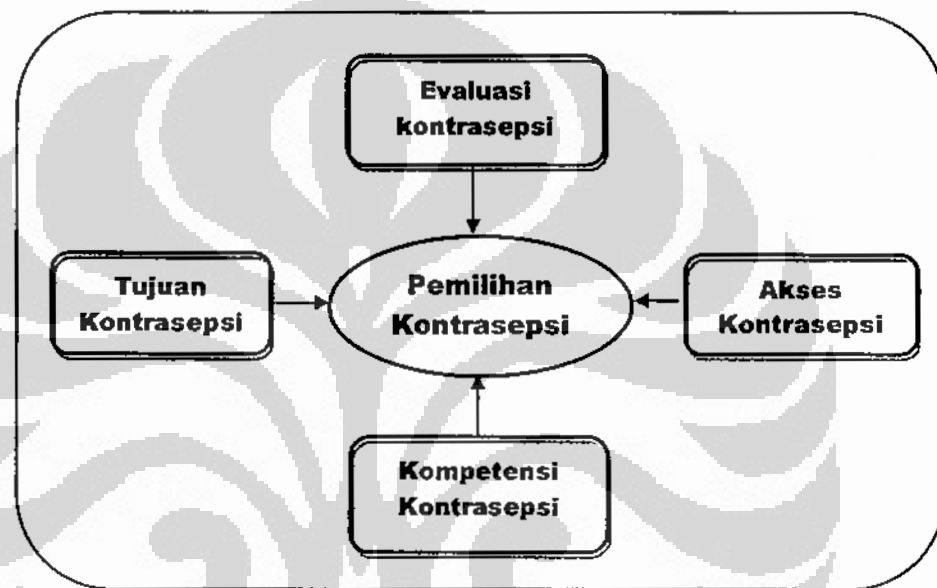 Evaluasi
kontrasepsi
Tujuan
Kontrasepsi
Pemilihan
Kontrasepsi
Akses
Kontrasepsi
Kompetensi
Kontrasepsi